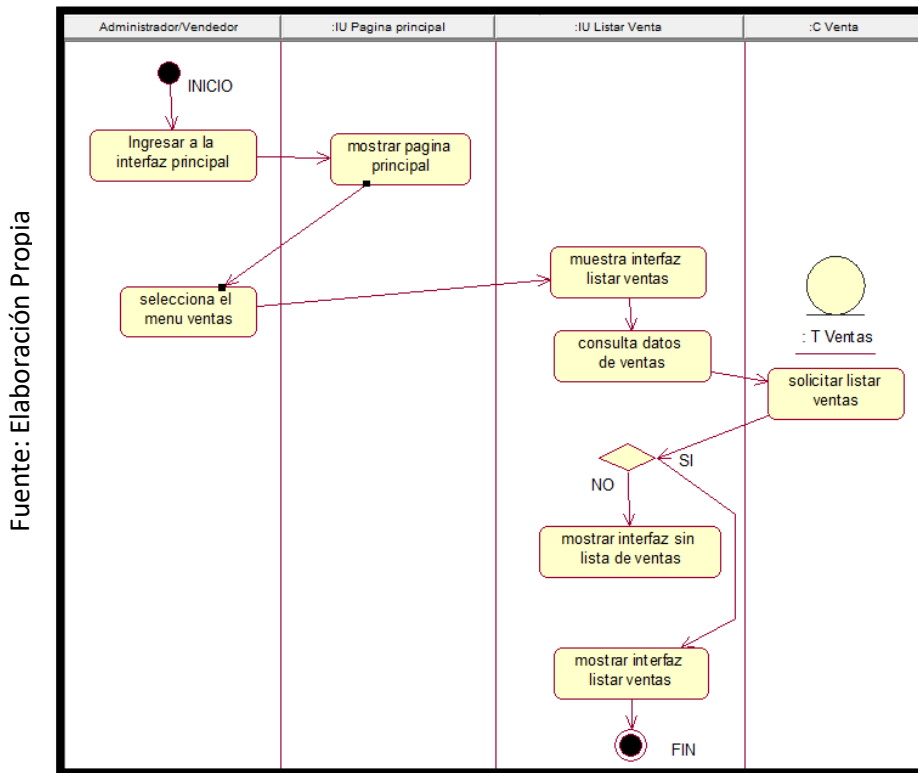 Administrador/Vendedor
:IU Pagina principal
:IU Listar Venta
:C Venta
INICIO
Ingresar a la
interfaz principal
mostrar pagina
principal
selecciona el
menu ventas
muestra interfaz
listar ventas
consulta datos
de ventas
: T Ventas
solicitar listar
ventas
SI
NO
mostrar interfaz sin
lista de ventas
mostrar interfaz
listar ventas
FIN
Fuente: Elaboración Propia